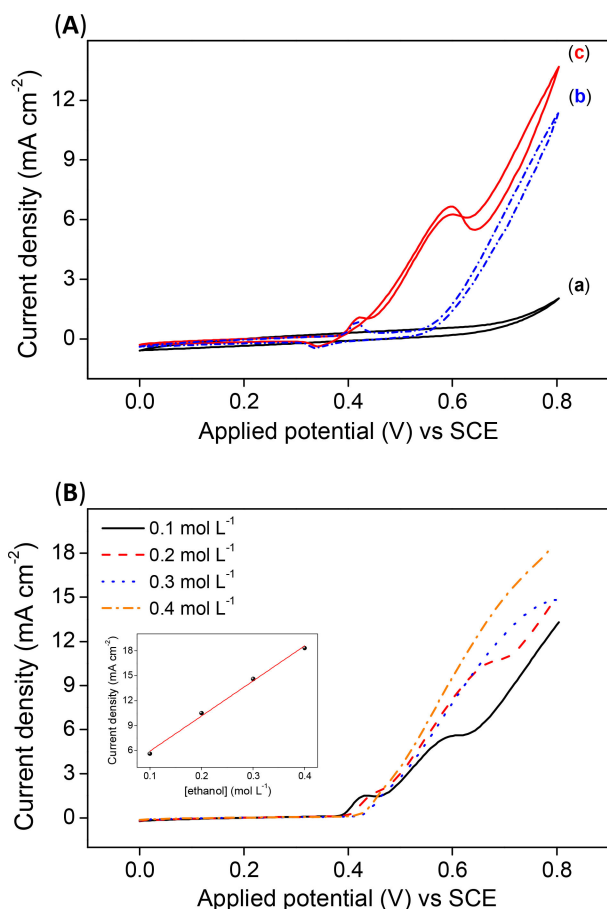 (A)
Current density (mA cm⁻²)
12
9
6
3
0
(c)
(b)
(a)
0.0 0.2 0.4 0.6 0.8
Applied potential (V) vs SCE
(B)
Current density (mA cm⁻²)
18
15
12
9
6
3
0
0.1 mol L⁻¹
0.2 mol L⁻¹
0.3 mol L⁻¹
0.4 mol L⁻¹
Current density (mA cm⁻²)
18
15
12
9
6
0.1 0.2 0.3 0.4
[ethanol] (mol L⁻¹)
0.0 0.2 0.4 0.6 0.8
Applied potential (V) vs SCE